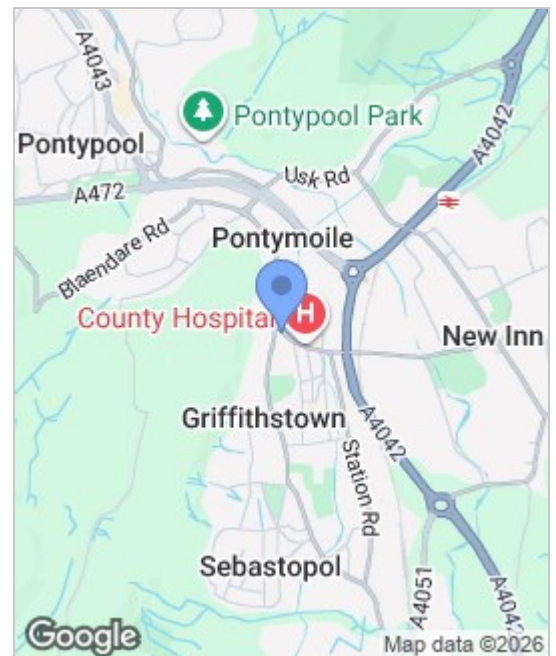 A4043
A4042
Pontypool Park
Pontypool
A472
Usk Rd
Blaendare Rd
Pontymoile
County Hospital
H
New Inn
Griffithstown
A4042
Station Rd
Sebastopol
A4051
A4042
Google
Map data ©2026